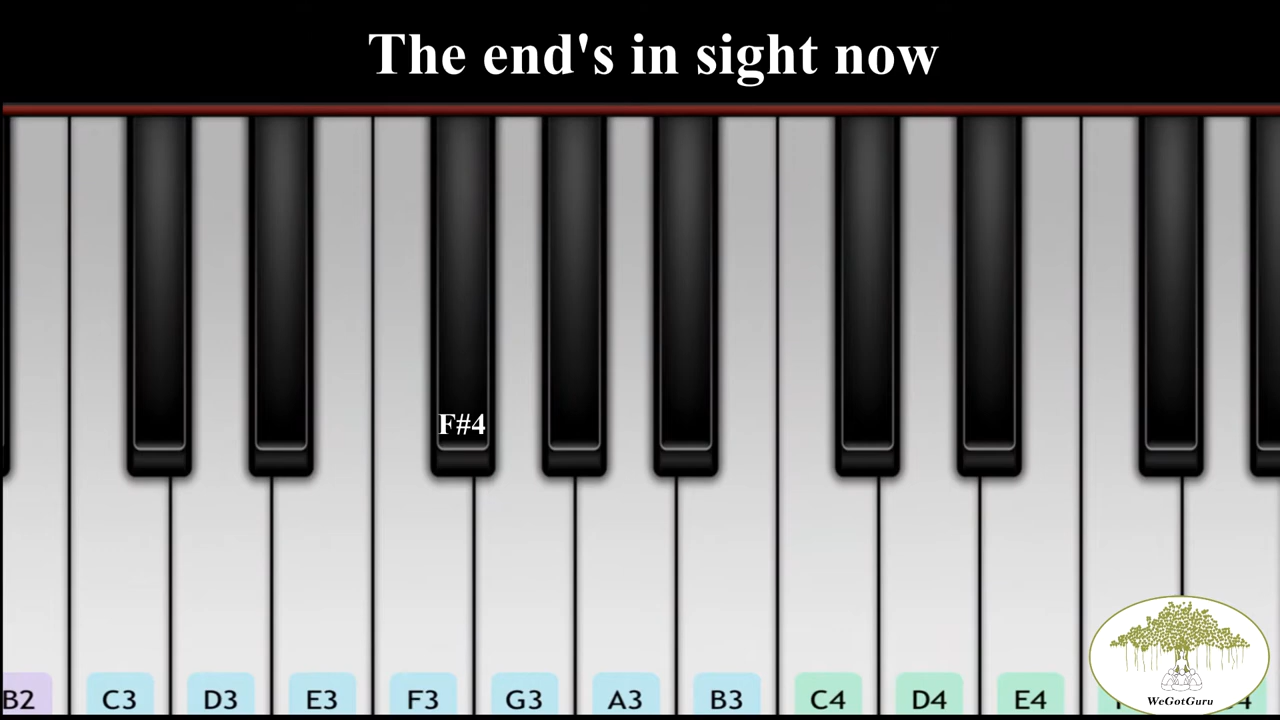 The end's in sight now
F#4
B2 C3 D3 E3 F3 G3 A3 B3 C4 D4 E4
WeGotGuru